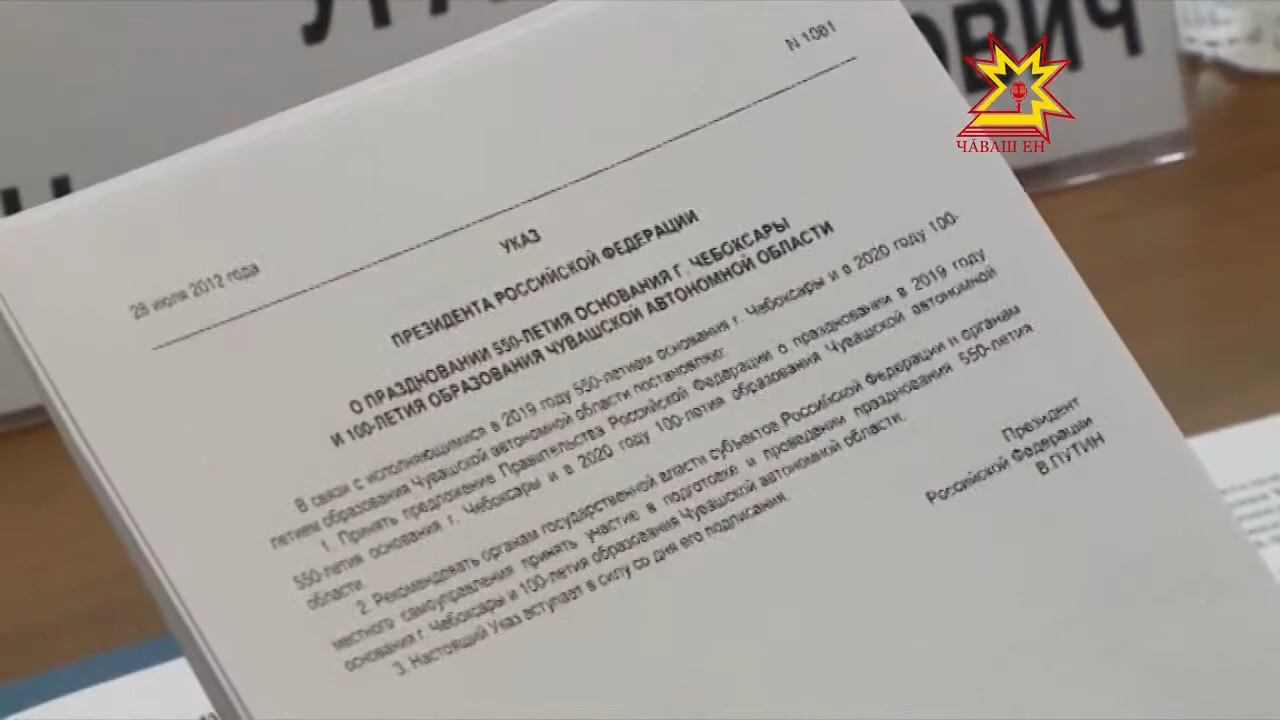 ОВИЧ
ЧӐВАШ ЕН
N 1081
28 июля 2012 года
УКАЗ
ПРЕЗИДЕНТА РОССИЙСКОЙ ФЕДЕРАЦИИ
О ПРАЗДНОВАНИИ 550-ЛЕТИЯ ОСНОВАНИЯ Г. ЧЕБОКСАРЫ
И 100-ЛЕТИЯ ОБРАЗОВАНИЯ ЧУВАШСКОЙ АВТОНОМНОЙ ОБЛАСТИ
В связи с исполняющимися в 2019 году 550-летием основания г. Чебоксары и в 2020 году 100-
летием образования Чувашской автономной области постановляю:
1. Принять предложение Правительства Российской Федерации о праздновании в 2019 году
550-летия основания г. Чебоксары и в 2020 году 100-летия образования Чувашской автономной
области.
2. Рекомендовать органам государственной власти субъектов Российской Федерации и органам
местного самоуправления принять участие в подготовке и проведении празднования 550-летия
основания г. Чебоксары и 100-летия образования Чувашской автономной области.
3. Настоящий Указ вступает в силу со дня его подписания.
Президент
Российской Федерации
В.ПУТИН